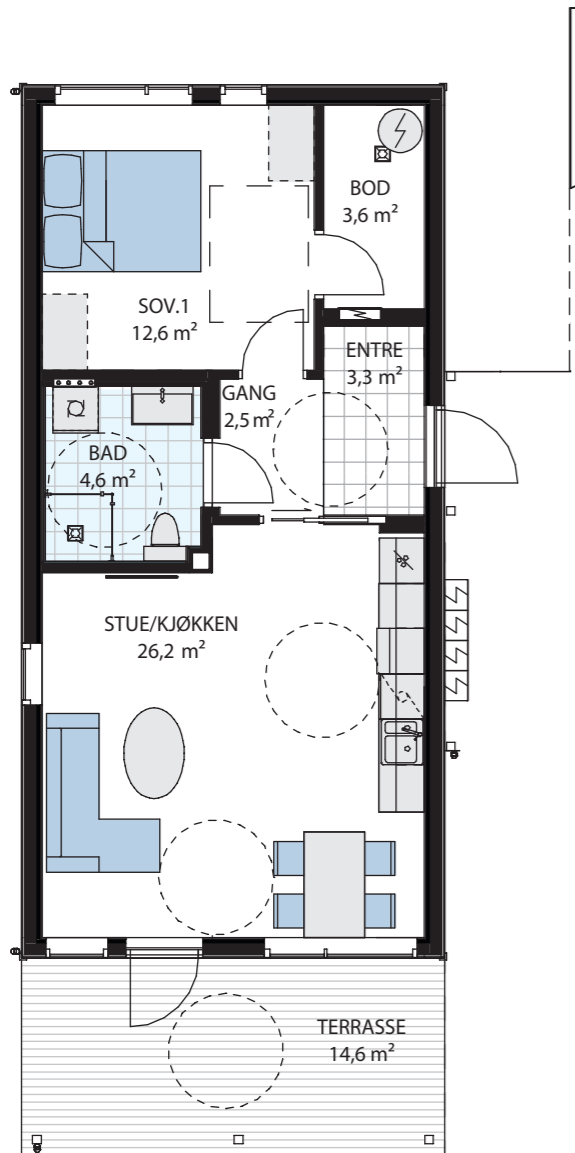 BOD
3,6 m²
SOV.1
12,6 m²
ENTRE
3,3 m²
GANG
2,5 m²
BAD
4,6 m²
STUE/KJØKKEN
26,2 m²
TERRASSE
14,6 m²